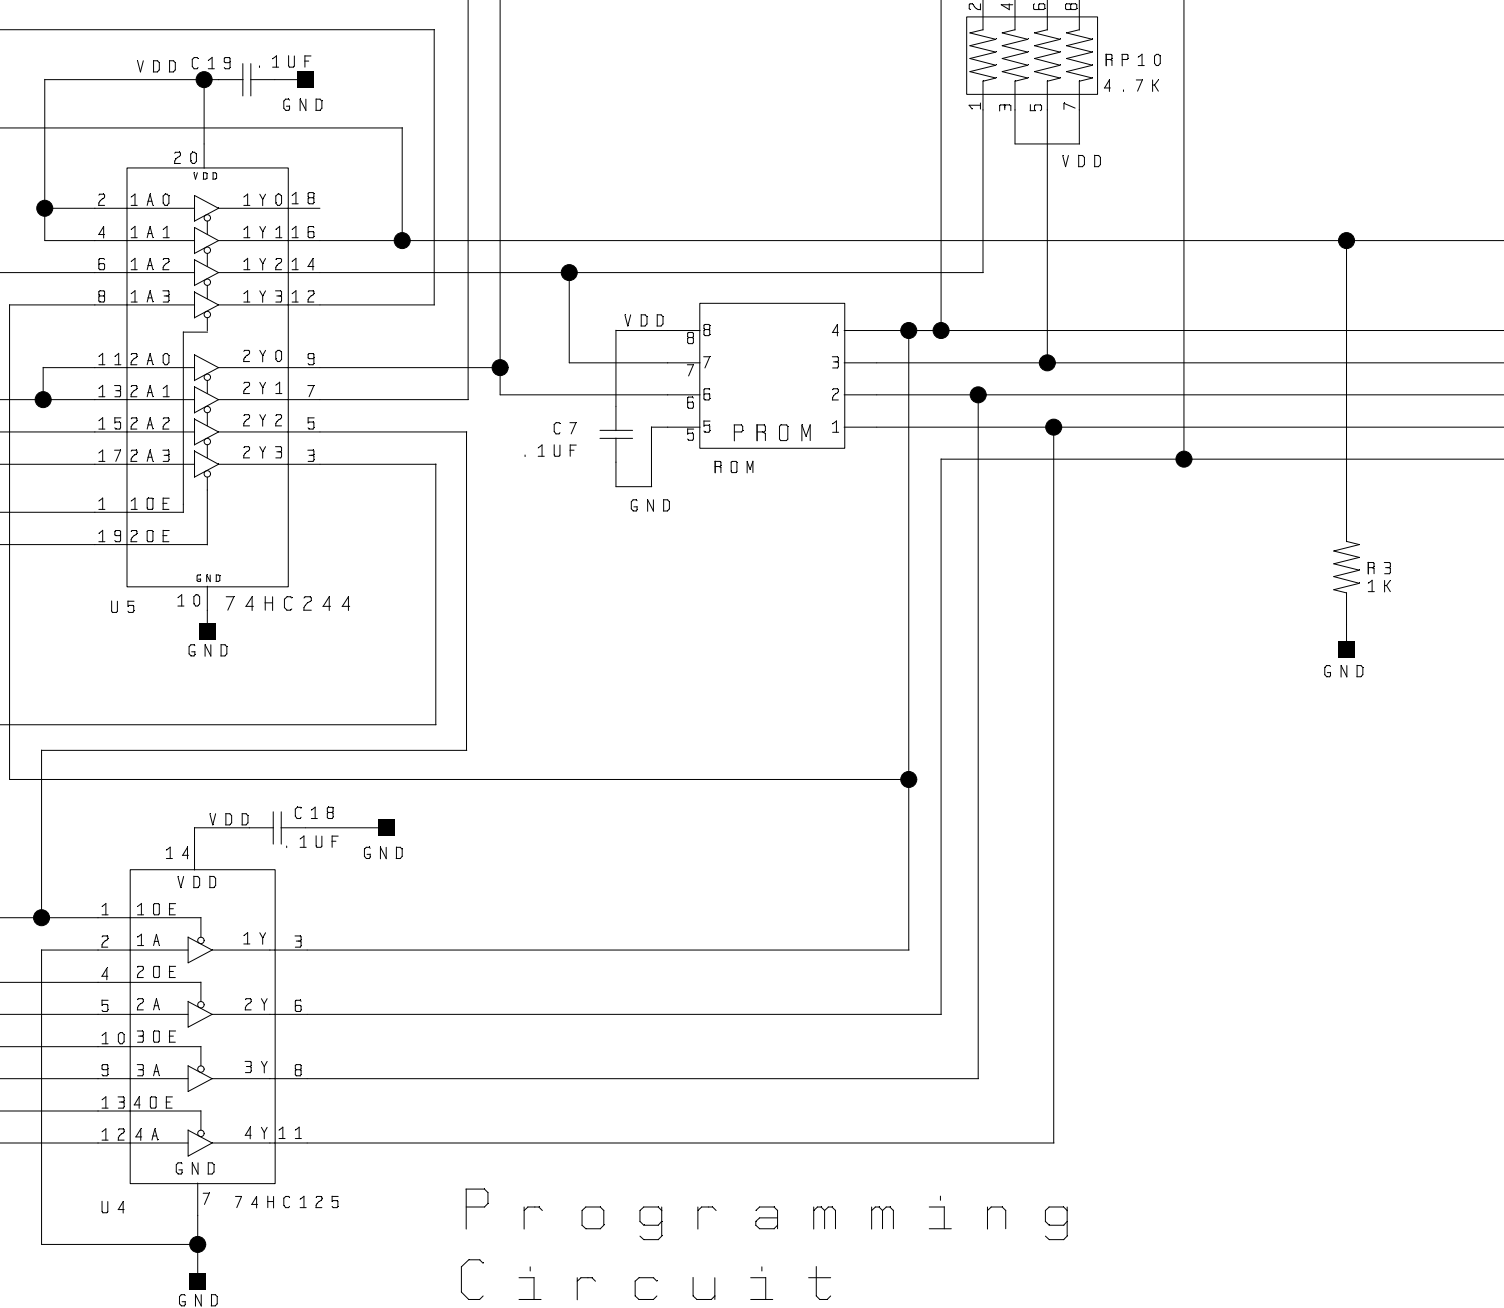 2 4 6 8
RP10
4.7K
1 3 5 7
VDD
VDD C19 .1UF
GND
20
VDD
2 1A0 1Y0 18
4 1A1 1Y1 16
6 1A2 1Y2 14
8 1A3 1Y3 12
11 2A0 2Y0 9
13 2A1 2Y1 7
15 2A2 2Y2 5
17 2A3 2Y3 3
1 1OE
19 2OE
GND
U5 10 74HC244
GND
VDD
8 8 4
7 7 3
6 6 2
5 5 PROM 1
C7
.1UF
ROM
GND
R3
1K
GND
VDD C18
.1UF
GND
14
VDD
1 1OE
2 1A 1Y 3
4 2OE
5 2A 2Y 6
10 3OE
9 3A 3Y 8
13 4OE
12 4A 4Y 11
GND
U4 7 74HC125
GND
Programming
Circuit